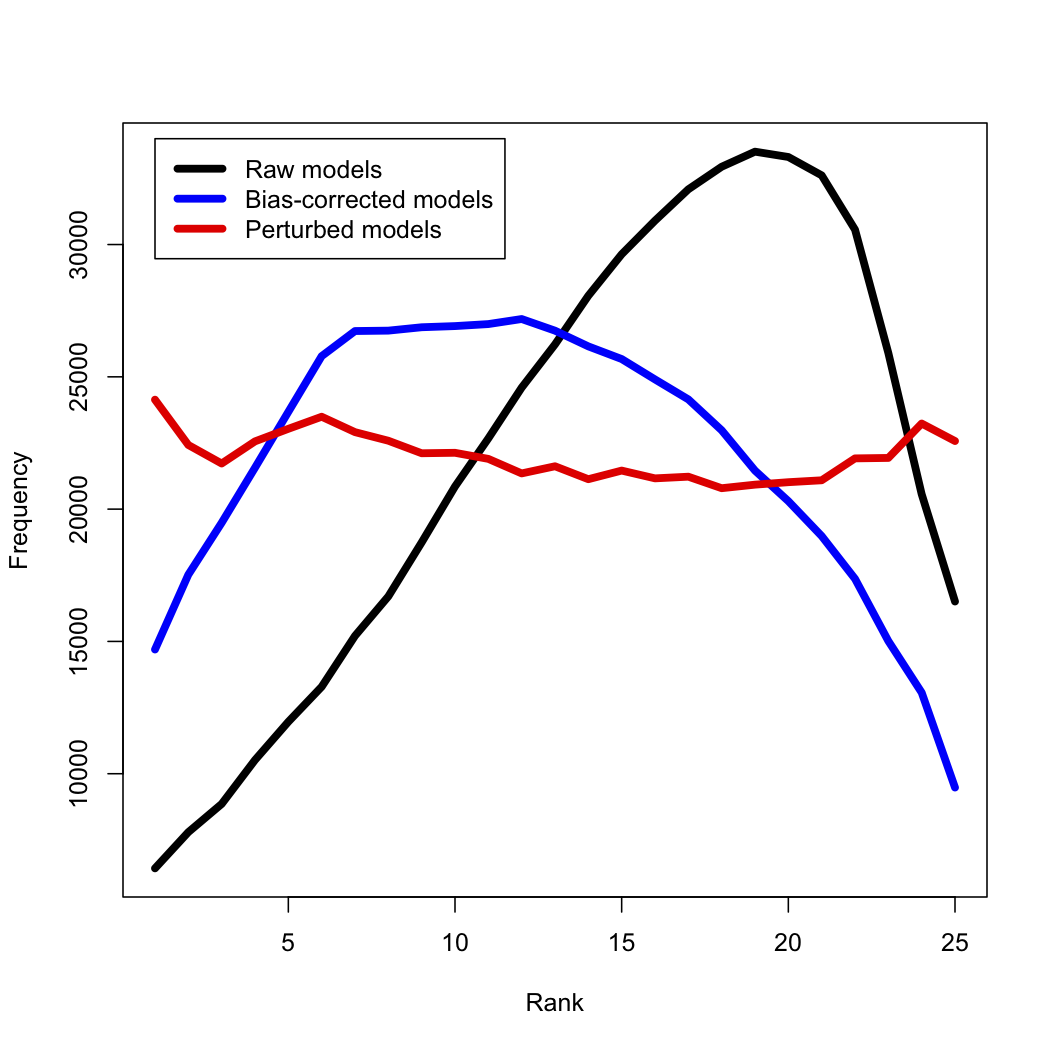 Raw models
Bias-corrected models
Perturbed models
Frequency
30000
25000
20000
15000
10000
5 10 15 20 25
Rank